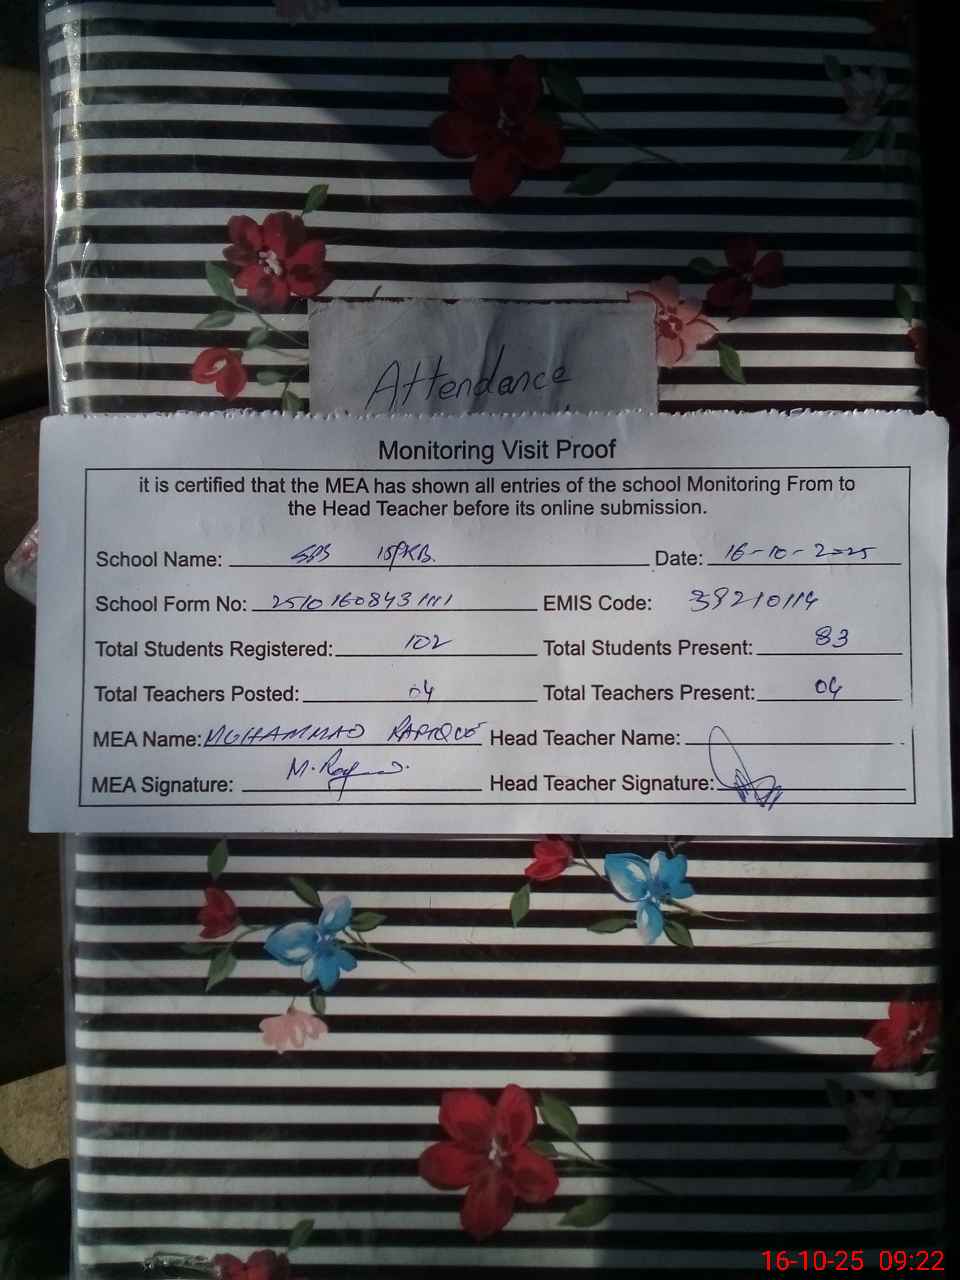 Attendance
Monitoring Visit Proof
it is certified that the MEA has shown all entries of the school Monitoring From to
the Head Teacher before its online submission.
School Name: 15/KB. Date: 16-10-2025
School Form No: 2510160843111 EMIS Code: 39210114
Total Students Registered: 102 Total Students Present: 83
Total Teachers Posted: 04 Total Teachers Present: 04
MEA Name: MUHAMMAD Head Teacher Name:
MEA Signature: Head Teacher Signature:
16-10-25 09:22